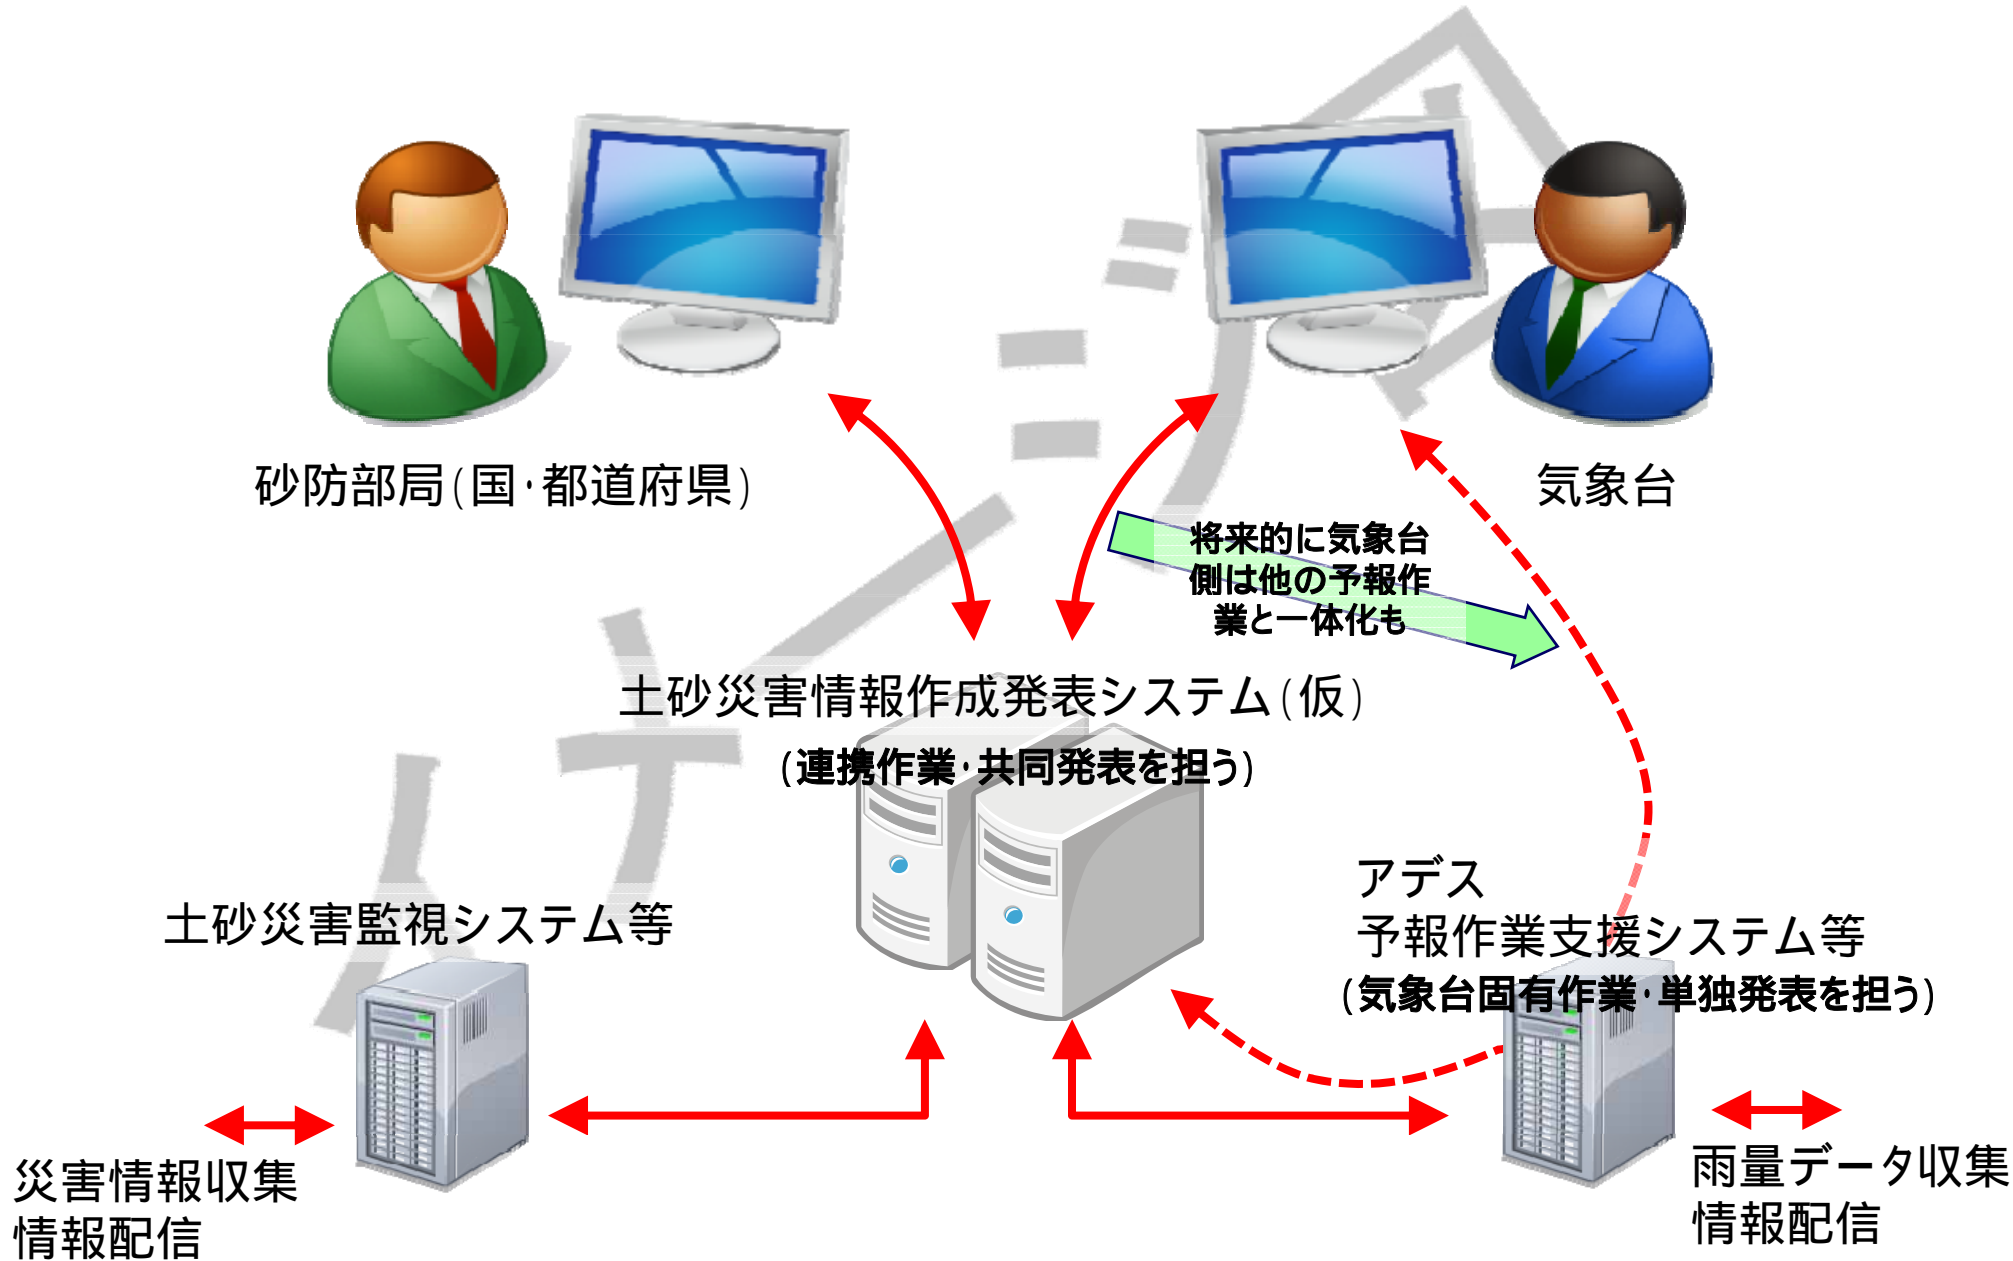 砂防部局(国・都道府県)
気象台
将来的に気象台
側は他の予報作
業と一体化も
土砂災害情報作成発表システム(仮)
(連携作業・共同発表を担う)
アデス
予報作業支援システム等
(気象台固有作業・単独発表を担う)
土砂災害監視システム等
災害情報収集
情報配信
雨量データ収集
情報配信